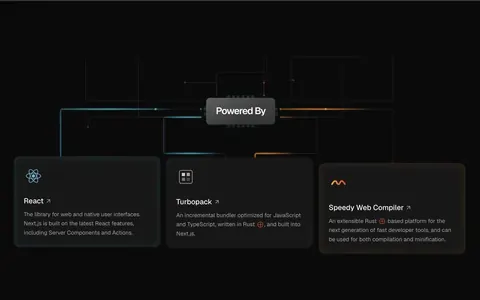 Powered By
React ↗
The library for web and native user interfaces.
Next.js is built on the latest React features,
including Server Components and Actions.
Turbopack ↗
An incremental bundler optimized for JavaScript
and TypeScript, written in Rust, and built into
Next.js.
Speedy Web Compiler ↗
An extensible Rust based platform for the
next generation of fast developer tools, and can
be used for both compilation and minification.